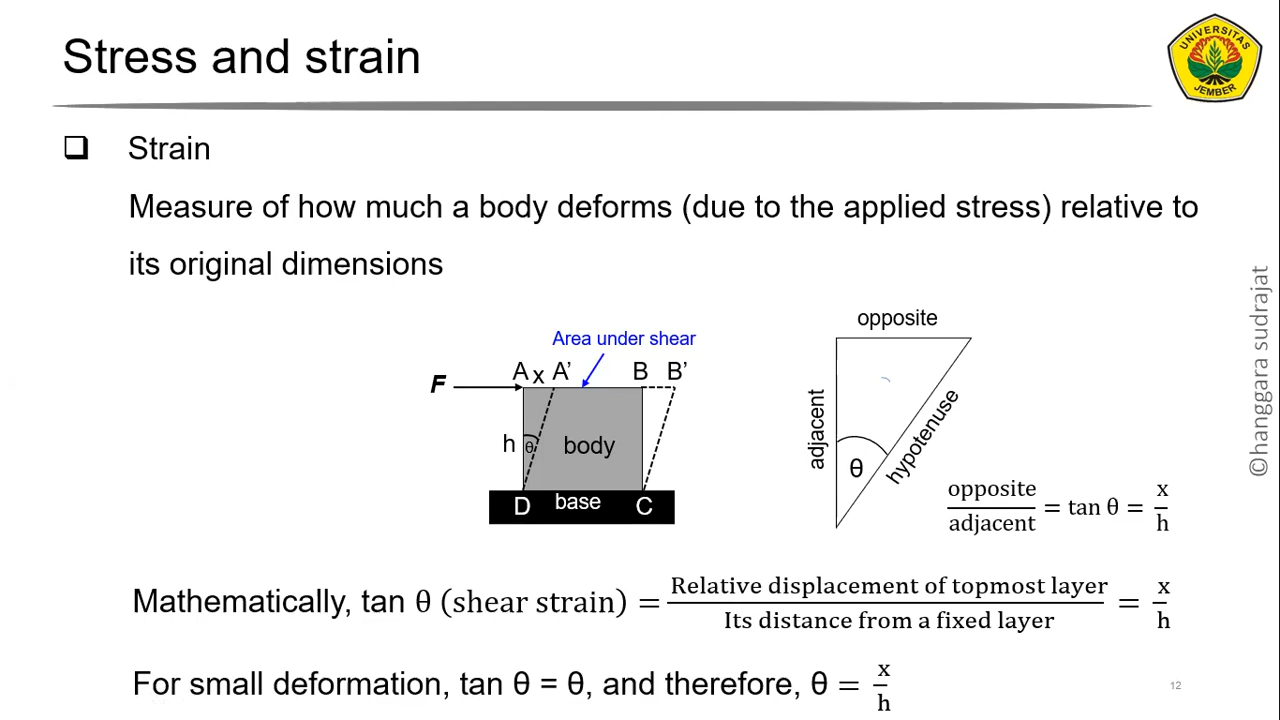 Stress and strain
UNIVERSITAS
JEMBER
❑ Strain
Measure of how much a body deforms (due to the applied stress) relative to
its original dimensions
Area under shear
F
A x A’ B B’
h θ body
D base C
opposite
adjacent
θ
hypotenuse
opposite/adjacent = tan θ = x/h
©hanggara sudrajat
Mathematically, tan θ (shear strain) = Relative displacement of topmost layer/Its distance from a fixed layer = x/h
For small deformation, tan θ = θ, and therefore, θ = x/h
12